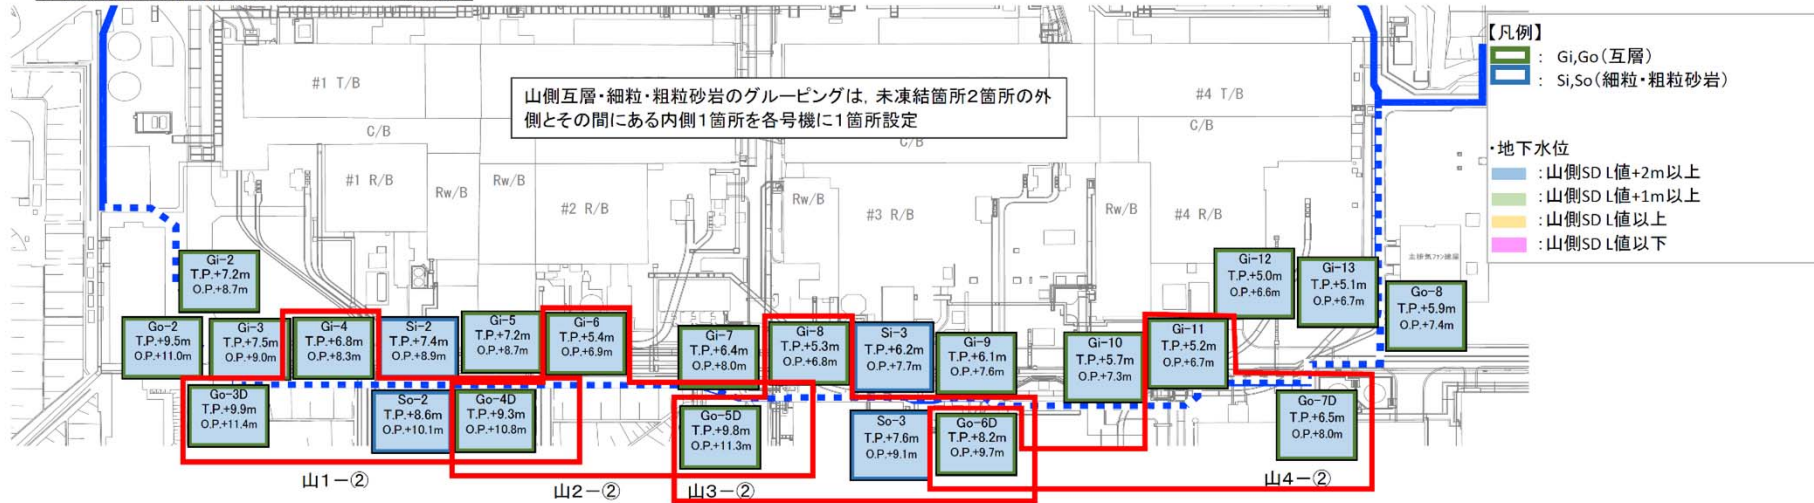 【凡例】
: Gi,Go(互層)
: Si,So(細粒・粗粒砂岩)
・地下水位
:山側SD L値+2m以上
:山側SD L値+1m以上
:山側SD L値以上
:山側SD L値以下
#1 T/B
山側互層・細粒・粗粒砂岩のグルーピングは，未凍結箇所2箇所の外
側とその間にある内側1箇所を各号機に1箇所設定
#4 T/B
C/B
C/B
C/B
#1 R/B
Rw/B
Rw/B
#2 R/B
Rw/B
#3 R/B
Rw/B
#4 R/B
Gi-2
T.P.+7.2m
O.P.+8.7m
Gi-12
T.P.+5.0m
O.P.+6.6m
Gi-13
T.P.+5.1m
O.P.+6.7m
Go-8
T.P.+5.9m
O.P.+7.4m
Go-2
T.P.+9.5m
O.P.+11.0m
Gi-3
T.P.+7.5m
O.P.+9.0m
Gi-4
T.P.+6.8m
O.P.+8.3m
Si-2
T.P.+7.4m
O.P.+8.9m
Gi-5
T.P.+7.2m
O.P.+8.7m
Gi-6
T.P.+5.4m
O.P.+6.9m
Gi-7
T.P.+6.4m
O.P.+8.0m
Gi-8
T.P.+5.3m
O.P.+6.8m
Si-3
T.P.+6.2m
O.P.+7.7m
Gi-9
T.P.+6.1m
O.P.+7.6m
Gi-10
T.P.+5.7m
O.P.+7.3m
Gi-11
T.P.+5.2m
O.P.+6.7m
Go-3D
T.P.+9.9m
O.P.+11.4m
So-2
T.P.+8.6m
O.P.+10.1m
Go-4D
T.P.+9.3m
O.P.+10.8m
Go-5D
T.P.+9.8m
O.P.+11.3m
So-3
T.P.+7.6m
O.P.+9.1m
Go-6D
T.P.+8.2m
O.P.+9.7m
Go-7D
T.P.+6.5m
O.P.+8.0m
山1－②
山2－②
山3－②
山4－②